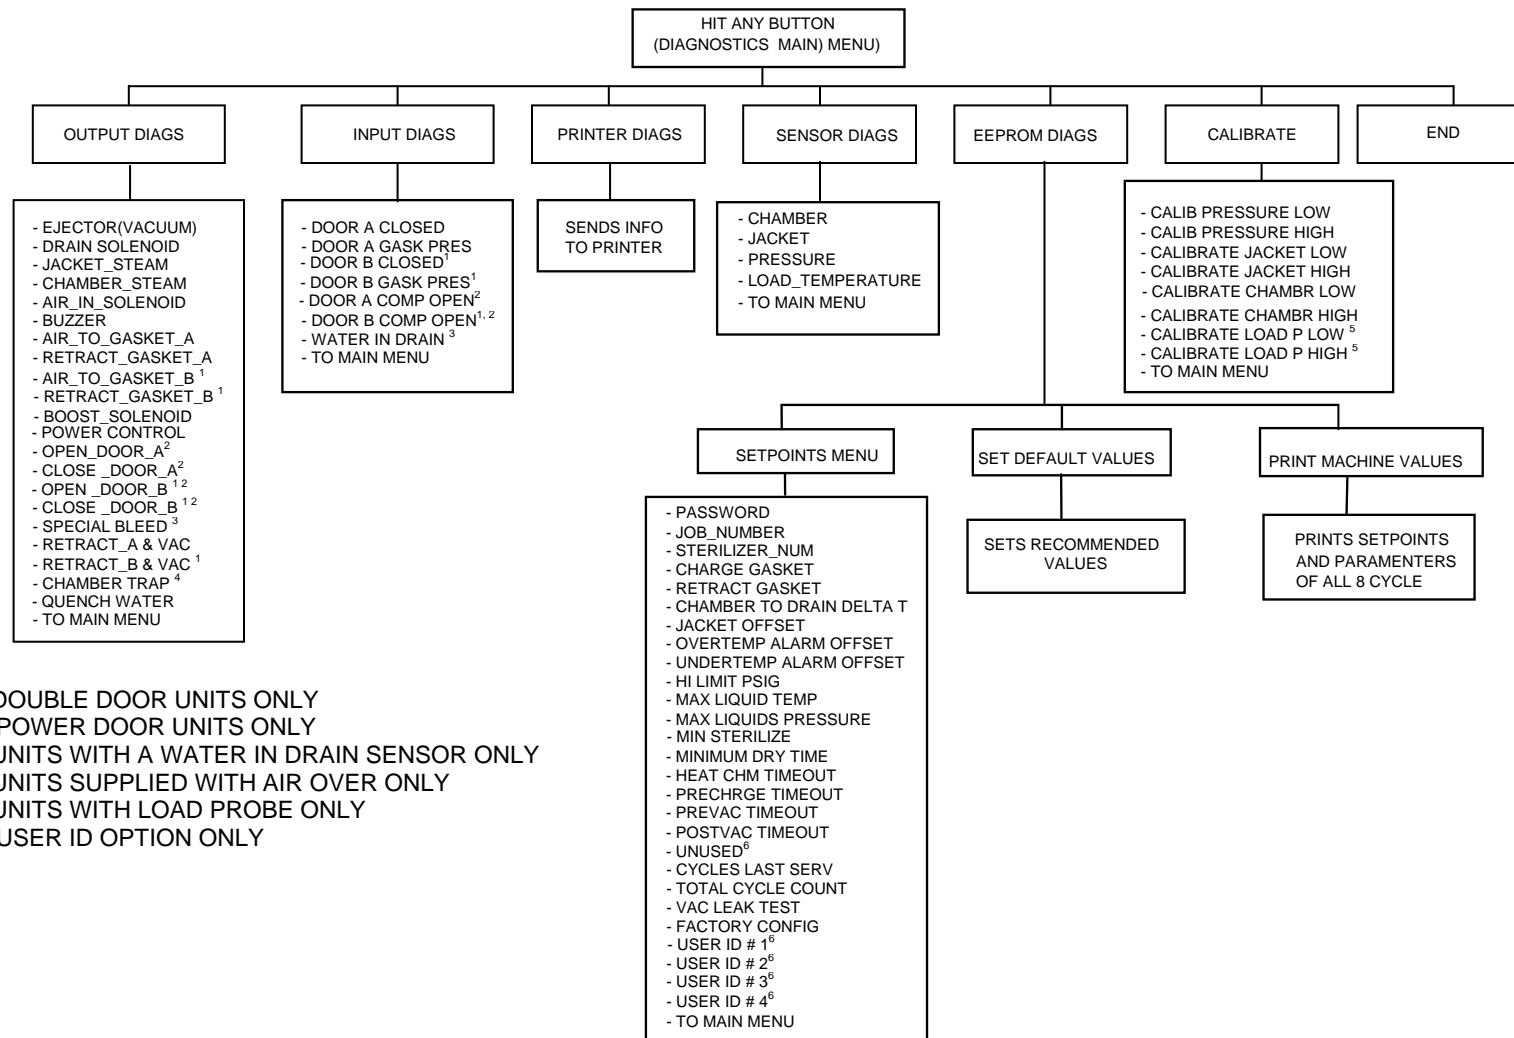 HIT ANY BUTTON
(DIAGNOSTICS MAIN) MENU)
OUTPUT DIAGS
INPUT DIAGS
PRINTER DIAGS
SENSOR DIAGS
EEPROM DIAGS
CALIBRATE
END
- EJECTOR(VACUUM)
- DRAIN SOLENOID
- JACKET_STEAM
- CHAMBER_STEAM
- AIR_IN_SOLENOID
- BUZZER
- AIR_TO_GASKET_A
- RETRACT_GASKET_A
- AIR_TO_GASKET_B 1
- RETRACT_GASKET_B 1
- BOOST_SOLENOID
- POWER CONTROL
- OPEN_DOOR_A2
- CLOSE _DOOR_A2
- OPEN _DOOR_B 1 2
- CLOSE _DOOR_B 1 2
- SPECIAL BLEED 3
- RETRACT_A & VAC
- RETRACT_B & VAC 1
- CHAMBER TRAP 4
- QUENCH WATER
- TO MAIN MENU
- DOOR A CLOSED
- DOOR A GASK PRES
- DOOR B CLOSED1
- DOOR B GASK PRES1
- DOOR A COMP OPEN2
- DOOR B COMP OPEN1, 2
- WATER IN DRAIN 3
- TO MAIN MENU
SENDS INFO
TO PRINTER
- CHAMBER
- JACKET
- PRESSURE
- LOAD_TEMPERATURE
- TO MAIN MENU
- CALIB PRESSURE LOW
- CALIB PRESSURE HIGH
- CALIBRATE JACKET LOW
- CALIBRATE JACKET HIGH
- CALIBRATE CHAMBR LOW
- CALIBRATE CHAMBR HIGH
- CALIBRATE LOAD P LOW 5
- CALIBRATE LOAD P HIGH 5
- TO MAIN MENU
SETPOINTS MENU
SET DEFAULT VALUES
PRINT MACHINE VALUES
- PASSWORD
- JOB_NUMBER
- STERILIZER_NUM
- CHARGE GASKET
- RETRACT GASKET
- CHAMBER TO DRAIN DELTA T
- JACKET OFFSET
- OVERTEMP ALARM OFFSET
- UNDERTEMP ALARM OFFSET
- HI LIMIT PSIG
- MAX LIQUID TEMP
- MAX LIQUIDS PRESSURE
- MIN STERILIZE
- MINIMUM DRY TIME
- HEAT CHM TIMEOUT
- PRECHRGE TIMEOUT
- PREVAC TIMEOUT
- POSTVAC TIMEOUT
- UNUSED6
- CYCLES LAST SERV
- TOTAL CYCLE COUNT
- VAC LEAK TEST
- FACTORY CONFIG
- USER ID # 16
- USER ID # 26
- USER ID # 36
- USER ID # 46
- TO MAIN MENU
SETS RECOMMENDED
VALUES
PRINTS SETPOINTS
AND PARAMENTERS
OF ALL 8 CYCLE
DOUBLE DOOR UNITS ONLY
POWER DOOR UNITS ONLY
UNITS WITH A WATER IN DRAIN SENSOR ONLY
UNITS SUPPLIED WITH AIR OVER ONLY
UNITS WITH LOAD PROBE ONLY
USER ID OPTION ONLY